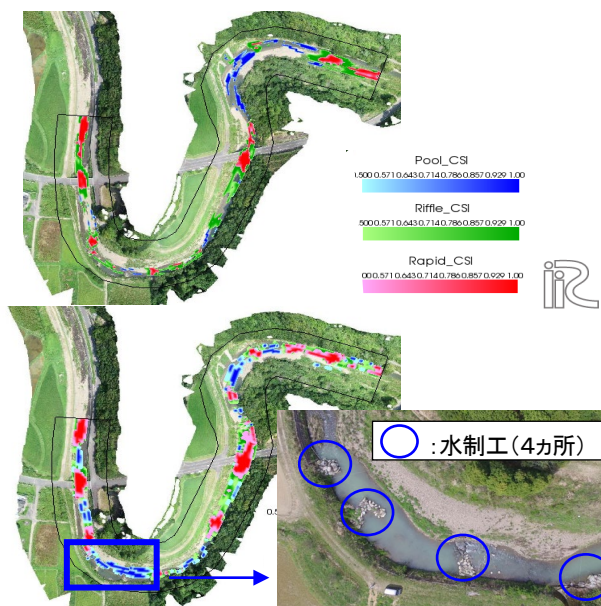 Pool_CSI
.500 0.571 0.643 0.714 0.786 0.857 0.929 1.00
Riffle_CSI
500 0.571 0.643 0.714 0.786 0.857 0.929 1.00
Rapid_CSI
00 0.571 0.643 0.714 0.786 0.857 0.929 1.00
iRIC
:水制工(4ヵ所)